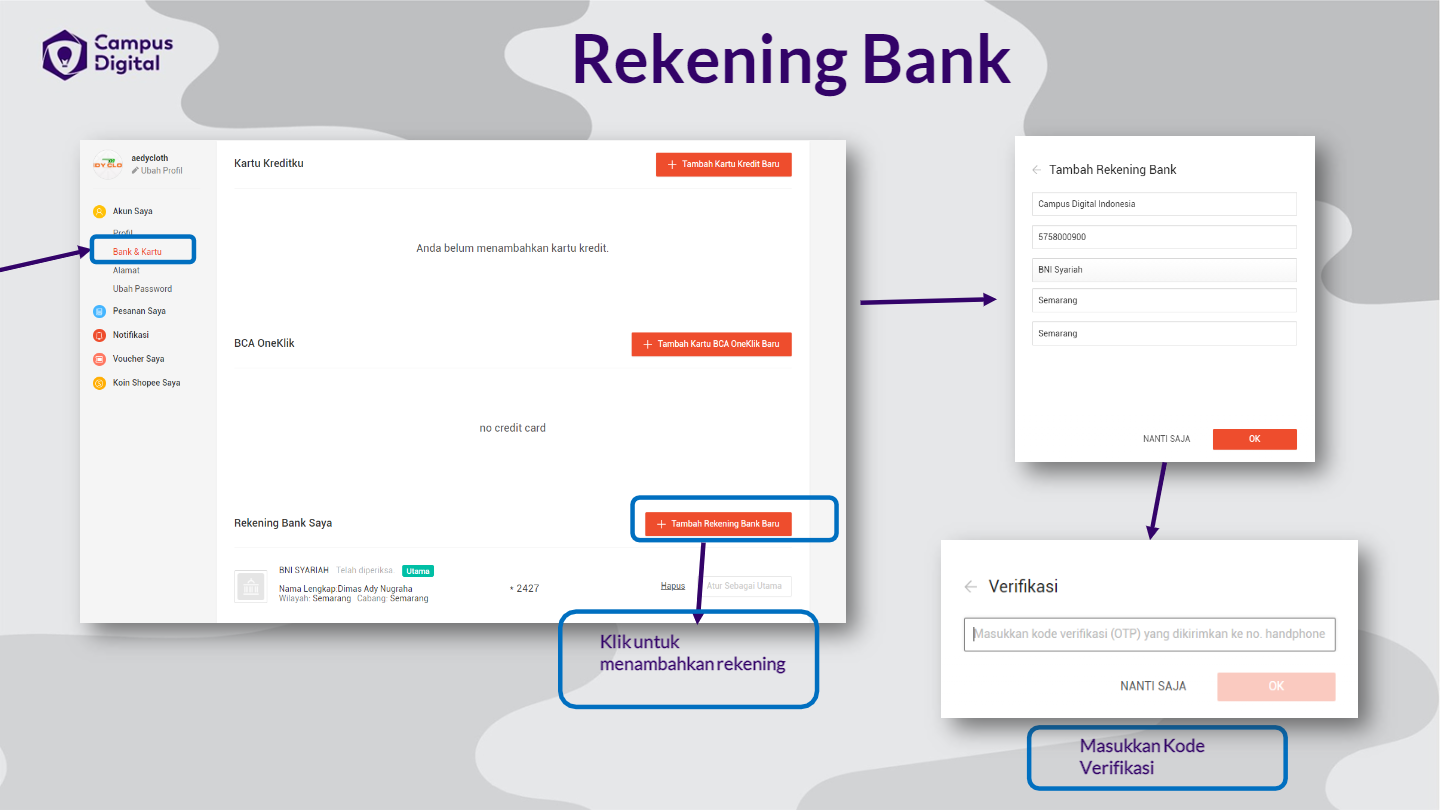 Campus
Digital
Rekening Bank
aedycloth
Ubah Profil
Akun Saya
Profil
Bank & Kartu
Alamat
Ubah Password
Pesanan Saya
Notifikasi
Voucher Saya
Koin Shopee Saya
Kartu Kreditku
+ Tambah Kartu Kredit Baru
Anda belum menambahkan kartu kredit.
BCA OneKlik
+ Tambah Kartu BCA OneKlik Baru
no credit card
Rekening Bank Saya
+ Tambah Rekening Bank Baru
BNI SYARIAH Telah diperiksa Utama
Nama Lengkap:Dimas Ady Nugraha
Wilayah: Semarang Cabang: Semarang
* 2427
Hapus
Atur Sebagai Utama
Klik untuk
menambahkan rekening
Tambah Rekening Bank
Campus Digital Indonesia
5758000900
BNI Syariah
Semarang
Semarang
NANTI SAJA
OK
Verifikasi
Masukkan kode verifikasi (OTP) yang dikirimkan ke no. handphone
NANTI SAJA
OK
Masukkan Kode
Verifikasi